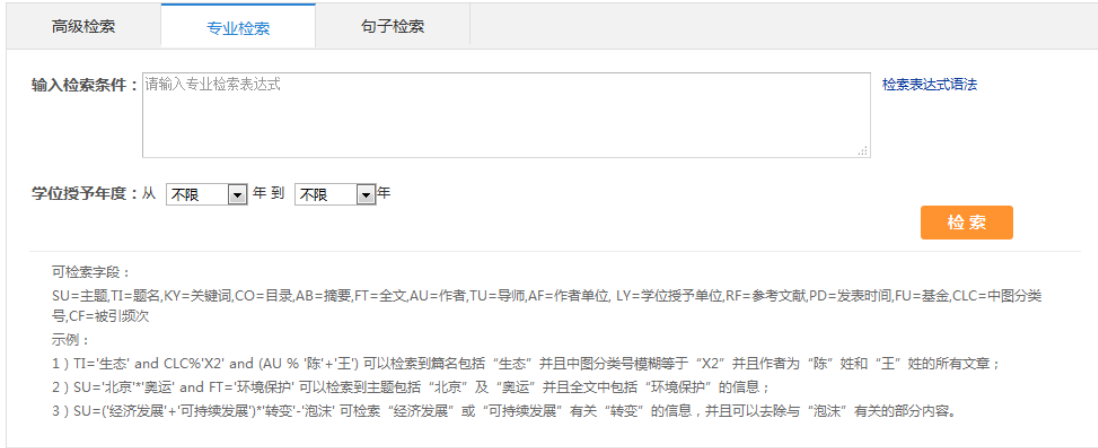 高级检索 专业检索 句子检索
输入检索条件： 请输入专业检索表达式 检索表达式语法
学位授予年度：从 不限 年 到 不限 年
检 索
可检索字段：
SU=主题,TI=题名,KY=关键词,CO=目录,AB=摘要,FT=全文,AU=作者,TU=导师,AF=作者单位, LY=学位授予单位,RF=参考文献,PD=发表时间,FU=基金,CLC=中图分类
号,CF=被引频次
示例：
1）TI='生态' and CLC%'X2' and (AU % '陈'+'王') 可以检索到篇名包括“生态”并且中图分类号模糊等于“X2”并且作者为“陈”姓和“王”姓的所有文章；
2）SU='北京'*'奥运' and FT='环境保护' 可以检索到主题包括“北京”及“奥运”并且全文中包括“环境保护”的信息；
3）SU=('经济发展'+'可持续发展')*'转变'-'泡沫' 可检索“经济发展”或“可持续发展”有关“转变”的信息，并且可以去除与“泡沫”有关的部分内容。